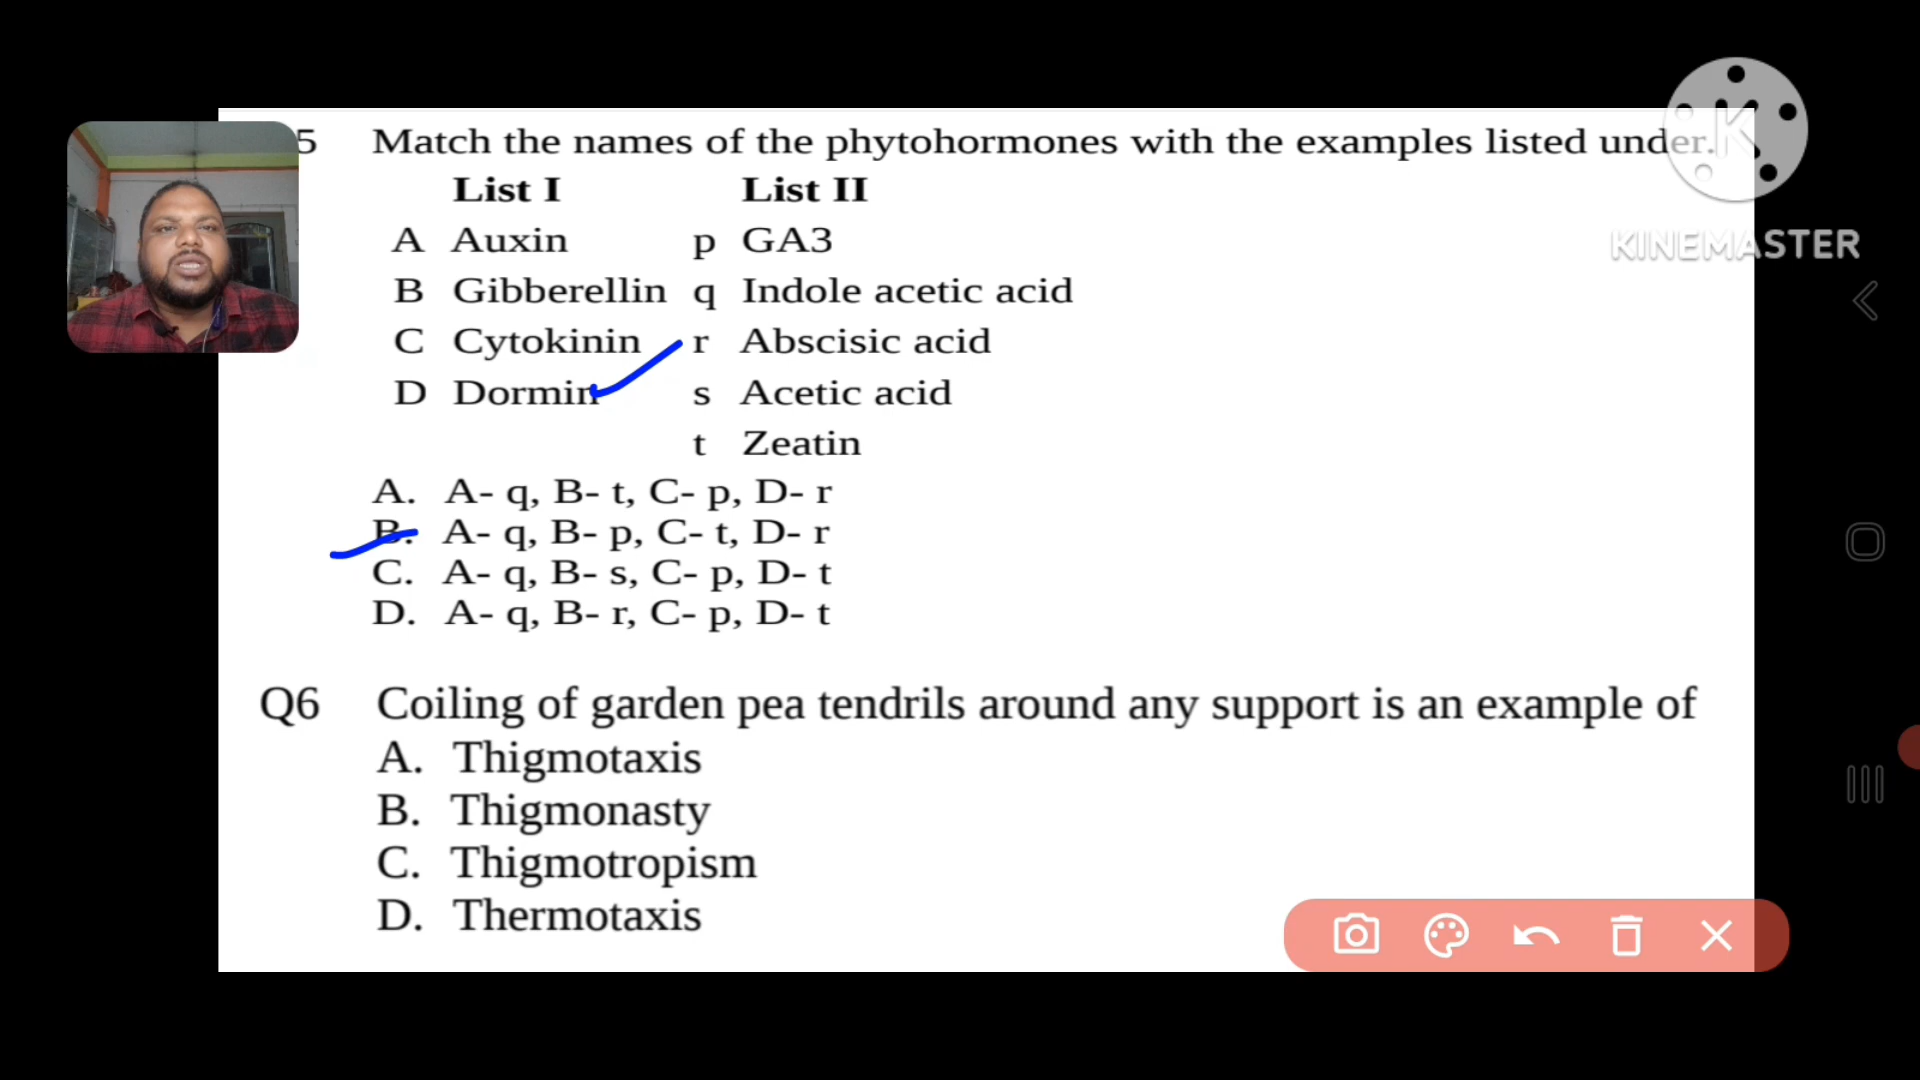 5 Match the names of the phytohormones with the examples listed under.
List I List II
A Auxin p GA3
B Gibberellin q Indole acetic acid
C Cytokinin r Abscisic acid
D Dormin s Acetic acid
t Zeatin
A. A- q, B- t, C- p, D- r
B. A- q, B- p, C- t, D- r
C. A- q, B- s, C- p, D- t
D. A- q, B- r, C- p, D- t
Q6 Coiling of garden pea tendrils around any support is an example of
A. Thigmotaxis
B. Thigmonasty
C. Thigmotropism
D. Thermotaxis
K
KINEMASTER